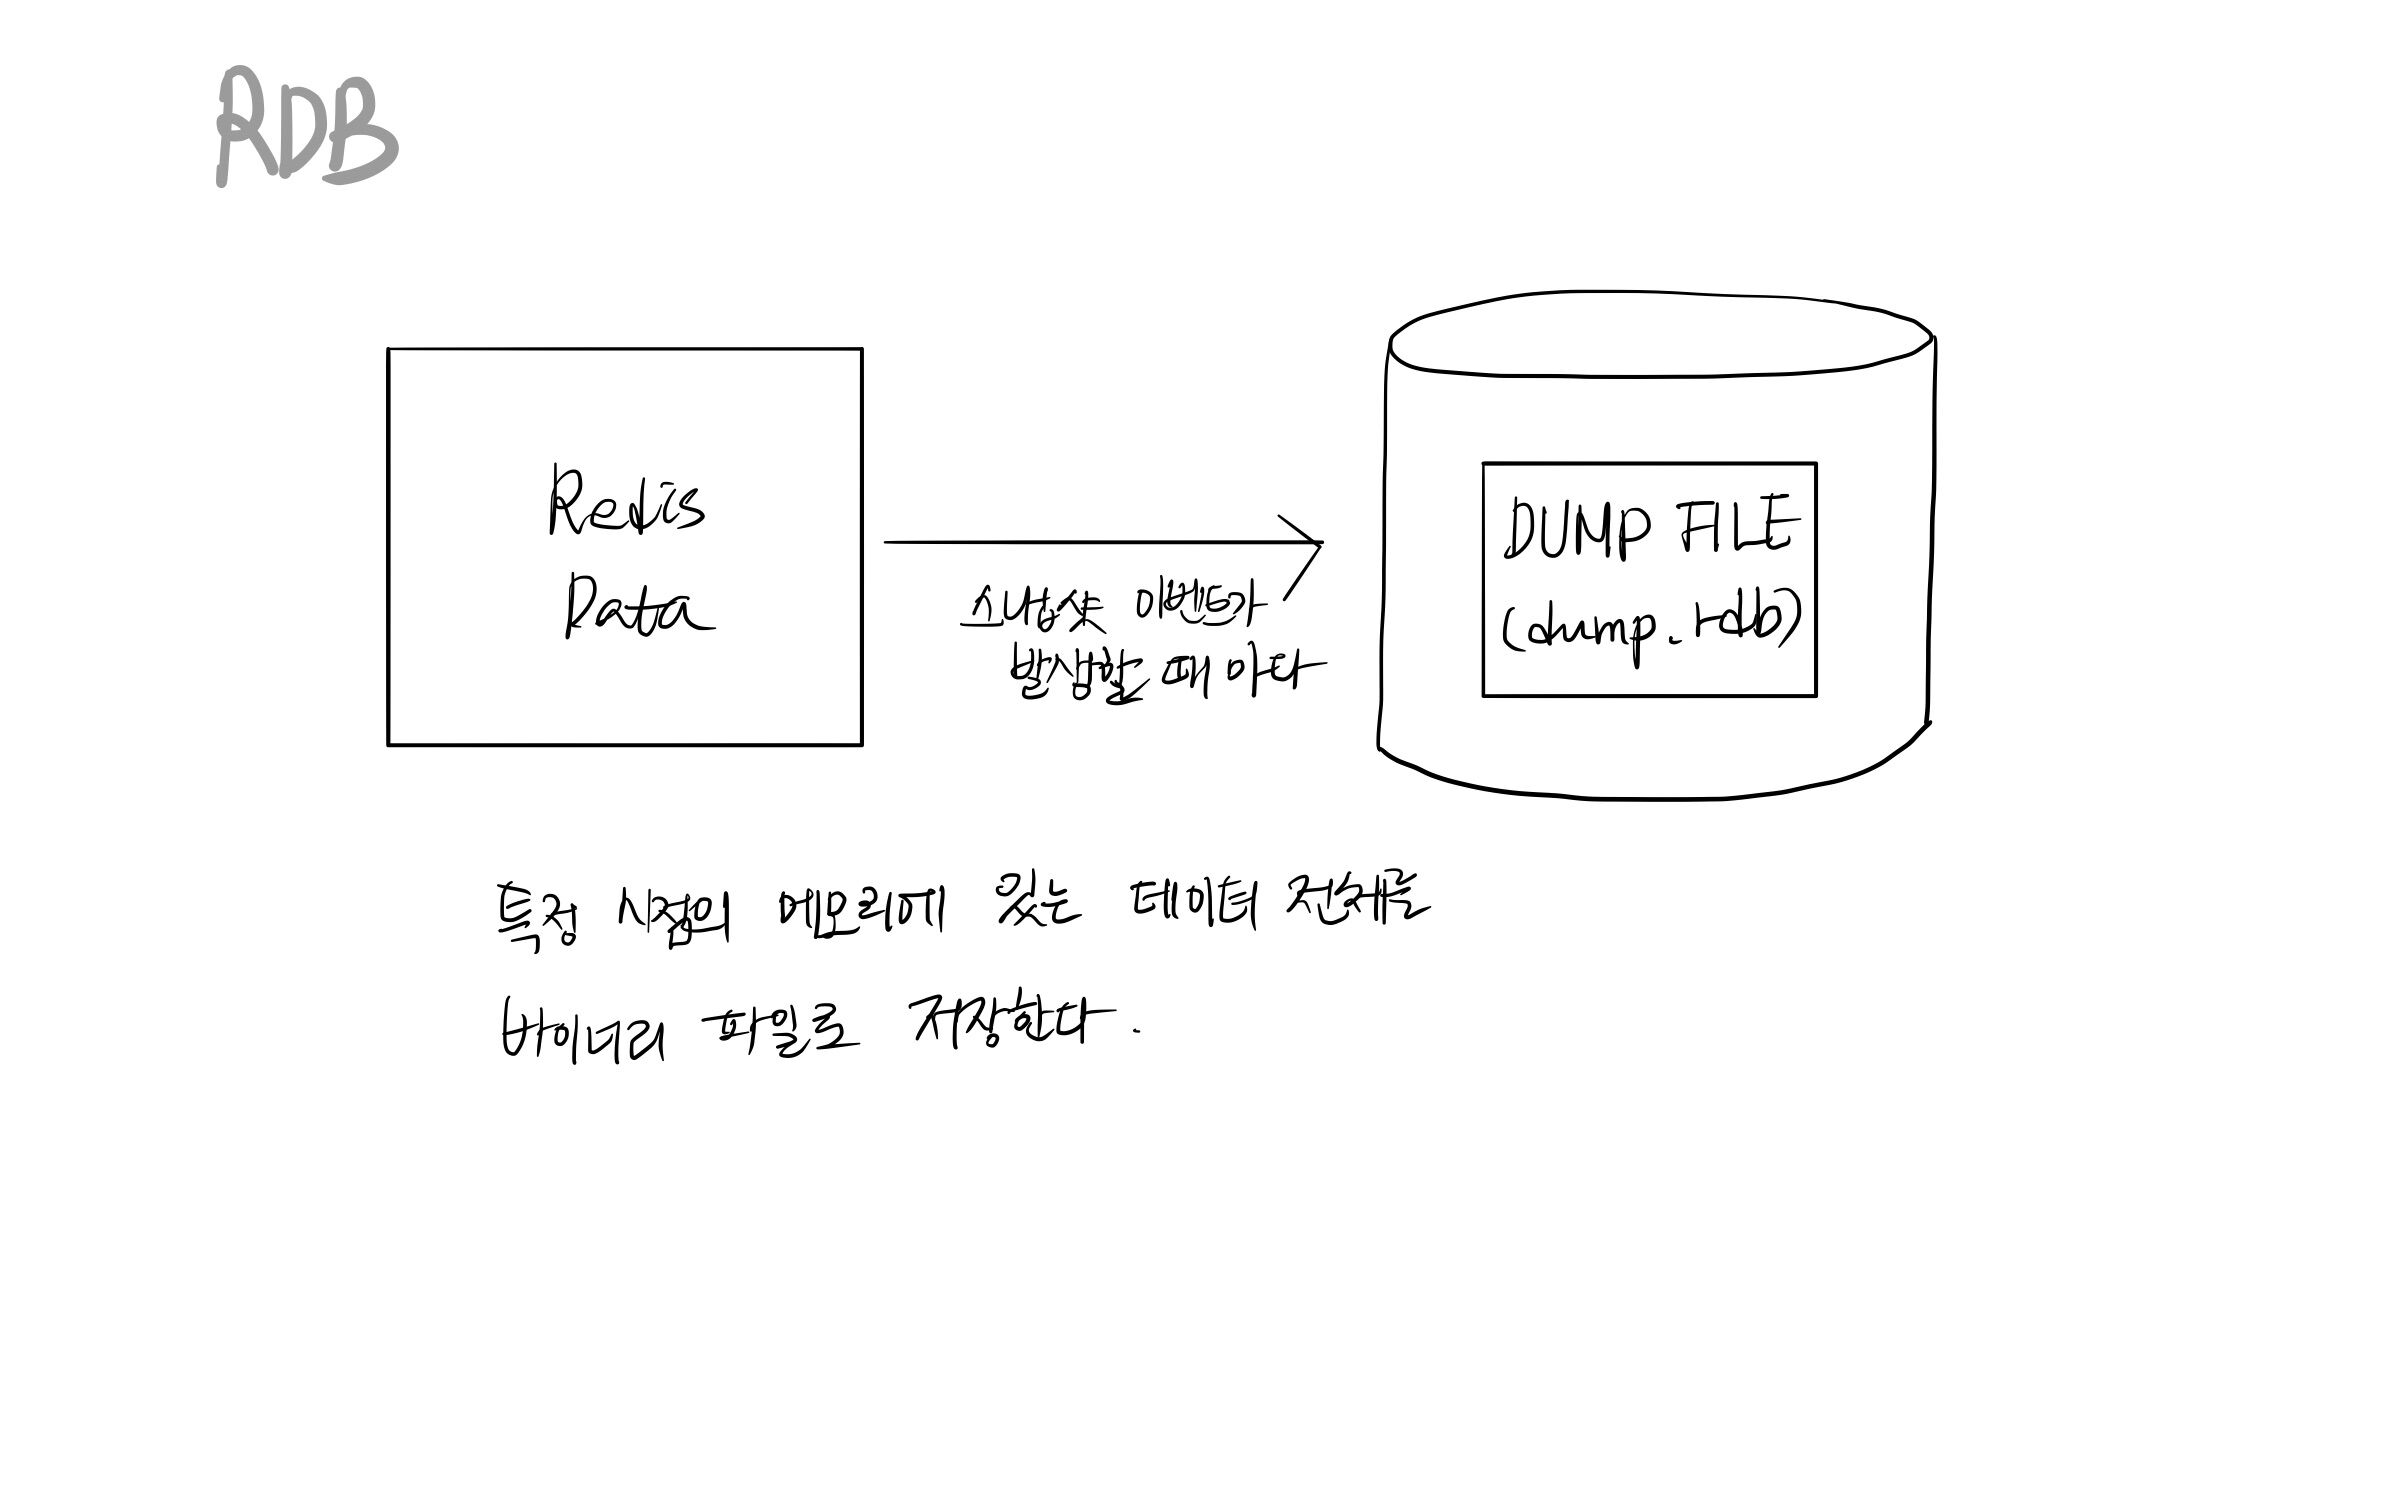 RDB
Redis
Data
스냅샷 이벤트가
발생할 때 마다
DUMP FILE
(dump.rdb)
특정 시점의 메모리에 있는 데이터 전체를
바이너리 파일로 저장한다.